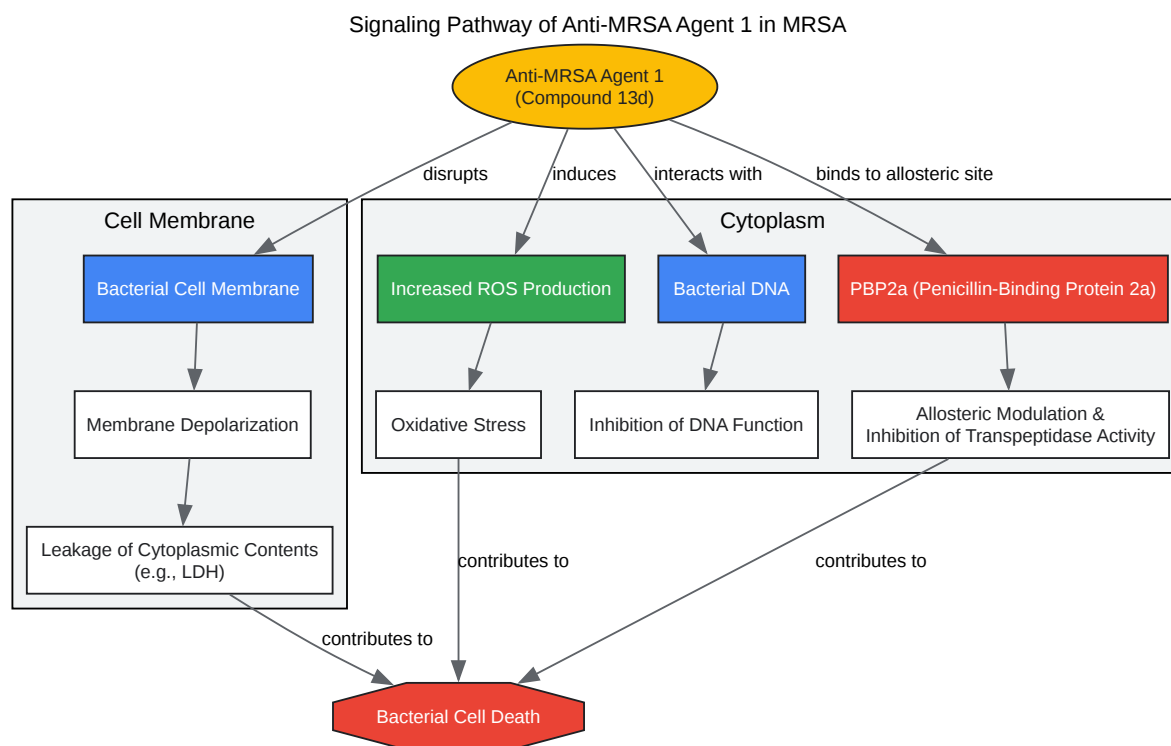 Signaling Pathway of Anti-MRSA Agent 1 in MRSA
Anti-MRSA Agent 1
(Compound 13d)
disrupts
induces
interacts with
binds to allosteric site
Cell Membrane
Cytoplasm
Bacterial Cell Membrane
Increased ROS Production
Bacterial DNA
PBP2a (Penicillin-Binding Protein 2a)
Membrane Depolarization
Oxidative Stress
Inhibition of DNA Function
Allosteric Modulation &
Inhibition of Transpeptidase Activity
Leakage of Cytoplasmic Contents
(e.g., LDH)
contributes to
contributes to
contributes to
Bacterial Cell Death